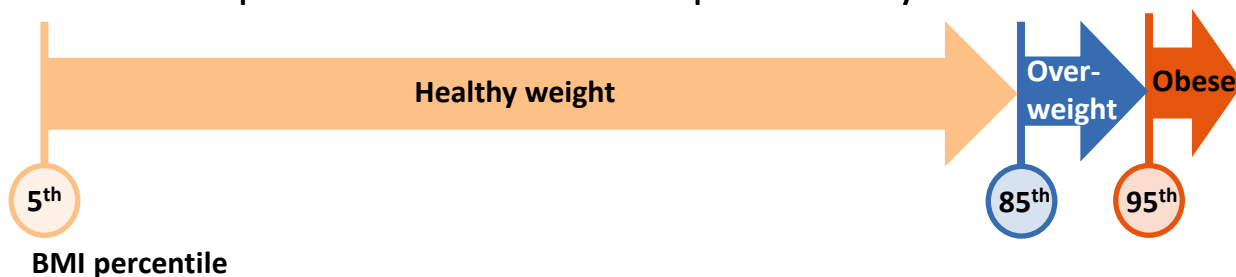 Healthy weight
Over-
weight
Obese
5th
85th
95th
BMI percentile